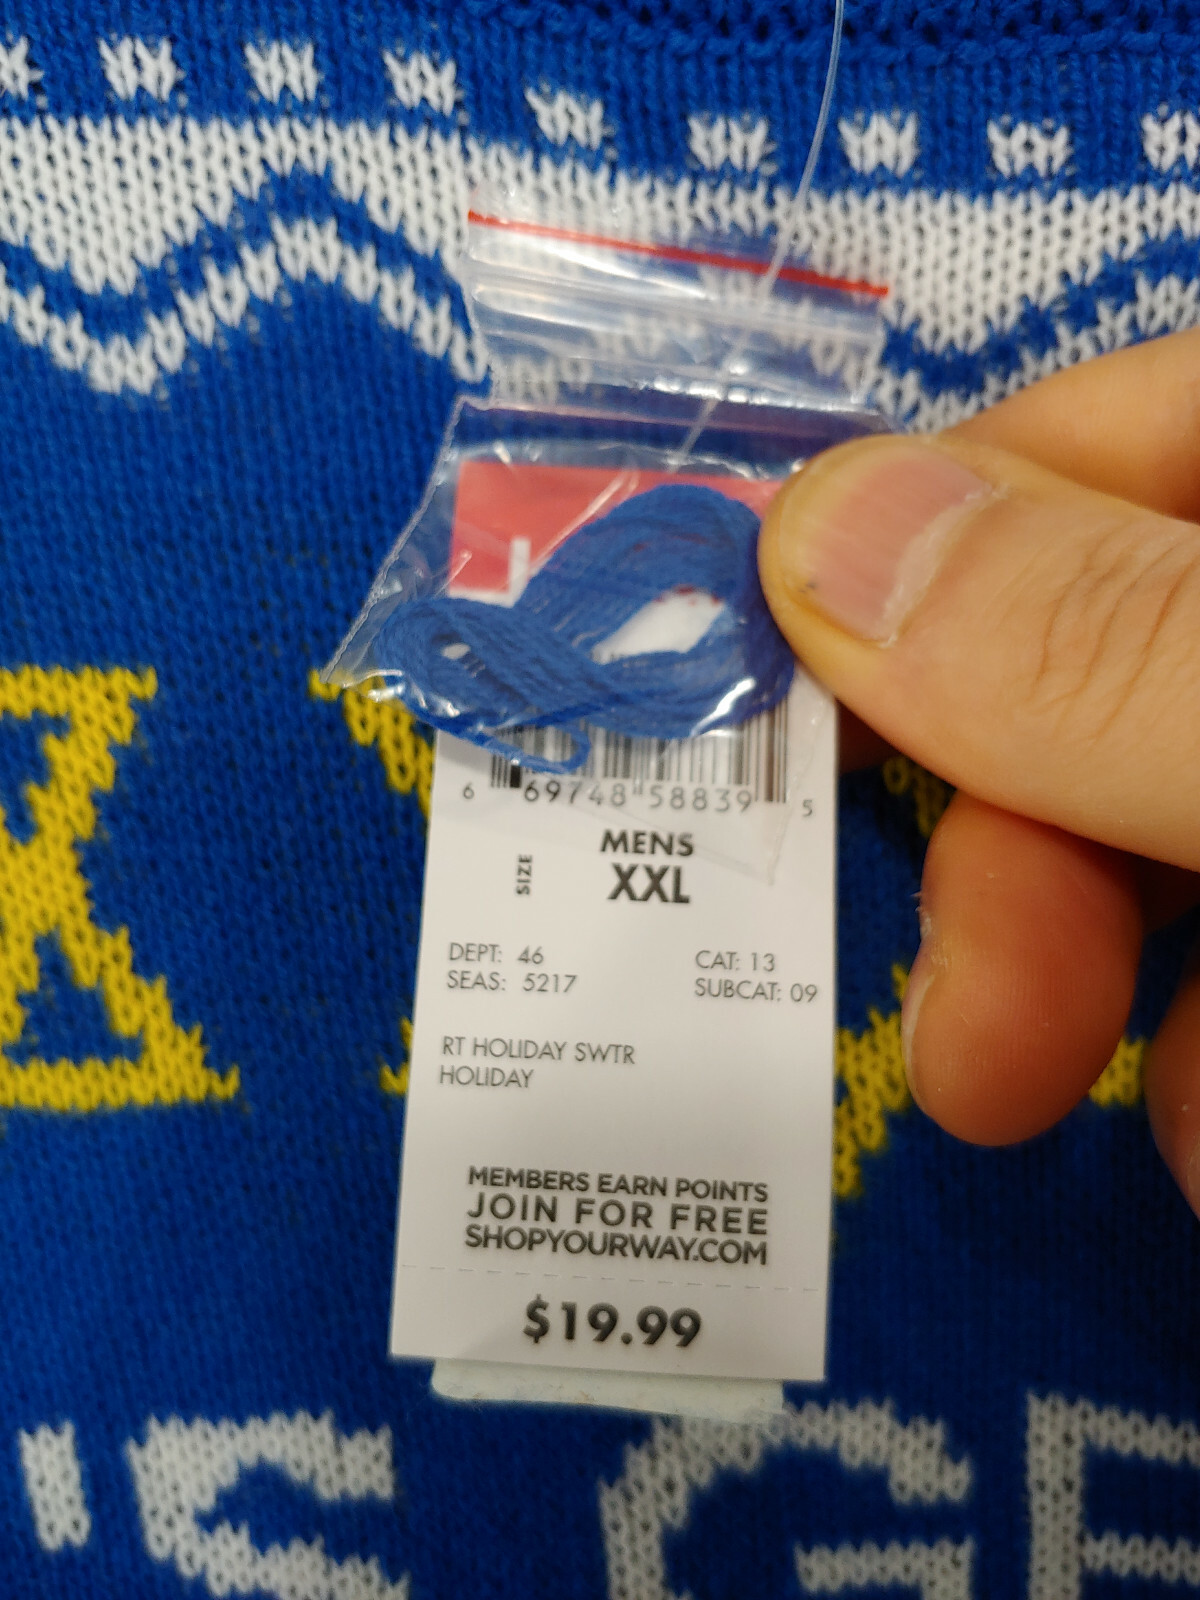 6 69748 58839 5
MENS
SIZE XXL
DEPT: 46 CAT: 13
SEAS: 5217 SUBCAT: 09
RT HOLIDAY SWTR
HOLIDAY
MEMBERS EARN POINTS
JOIN FOR FREE
SHOPYOURWAY.COM
$19.99